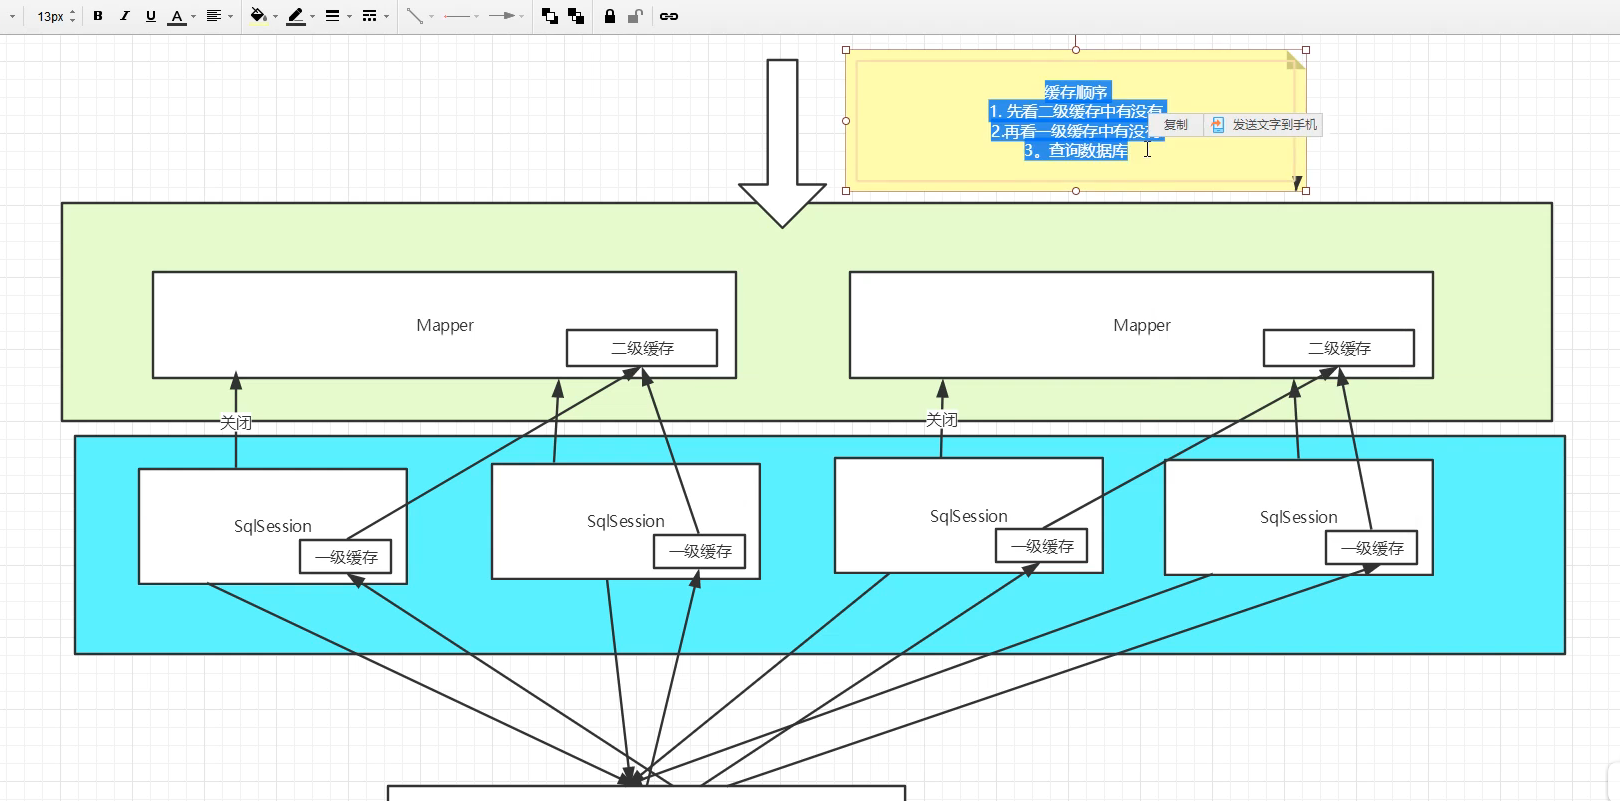 13px
B I U A
缓存顺序
1. 先看二级缓存中有没有
2.再看一级缓存中有没有
3。查询数据库
复制
发送文字到手机
Mapper
二级缓存
Mapper
二级缓存
关闭
关闭
SqlSession
一级缓存
SqlSession
一级缓存
SqlSession
一级缓存
SqlSession
一级缓存